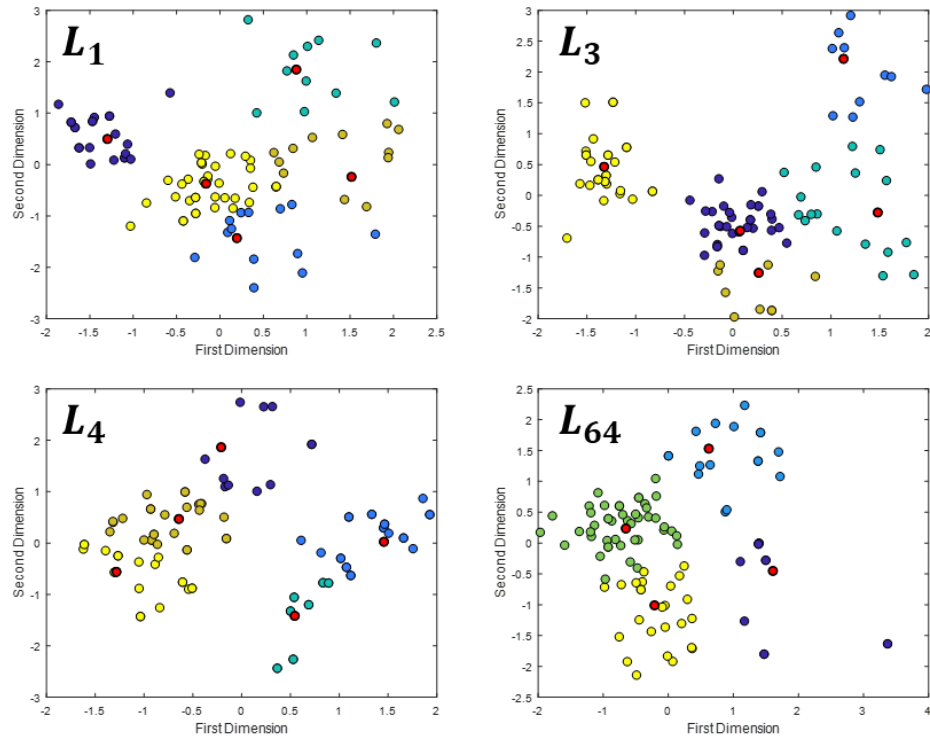 L₁
3
2
1
0
-1
-2
-3
Second Dimension
-2 -1.5 -1 -0.5 0 0.5 1 1.5 2 2.5
First Dimension
L₃
3
2.5
2
1.5
1
0.5
0
-0.5
-1
-1.5
-2
Second Dimension
-2 -1.5 -1 -0.5 0 0.5 1 1.5 2
First Dimension
L₄
3
2
1
0
-1
-2
-3
Second Dimension
-2 -1.5 -1 -0.5 0 0.5 1 1.5 2
First Dimension
L₆₄
2.5
2
1.5
1
0.5
0
-0.5
-1
-1.5
-2
-2.5
Second Dimension
-2 -1 0 1 2 3 4
First Dimension